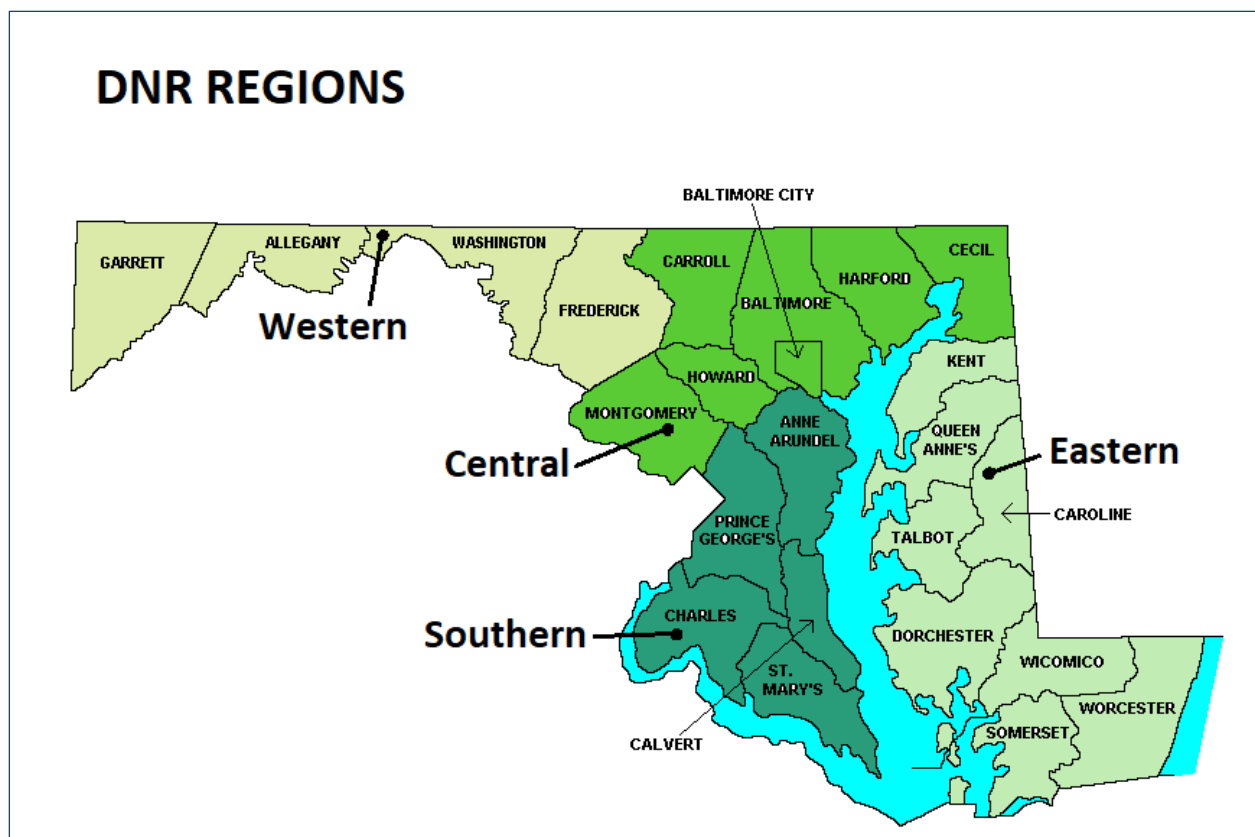 DNR REGIONS
BALTIMORE CITY
GARRETT
ALLEGANY
WASHINGTON
Western
FREDERICK
CARROLL
BALTIMORE
HARFORD
CECIL
KENT
HOWARD
MONTGOMERY
Central
ANNE
ARUNDEL
QUEEN
ANNE'S
Eastern
CAROLINE
PRINCE
GEORGE'S
TALBOT
CHARLES
Southern
DORCHESTER
WICOMICO
ST.
MARY'S
CALVERT
SOMERSET
WORCESTER